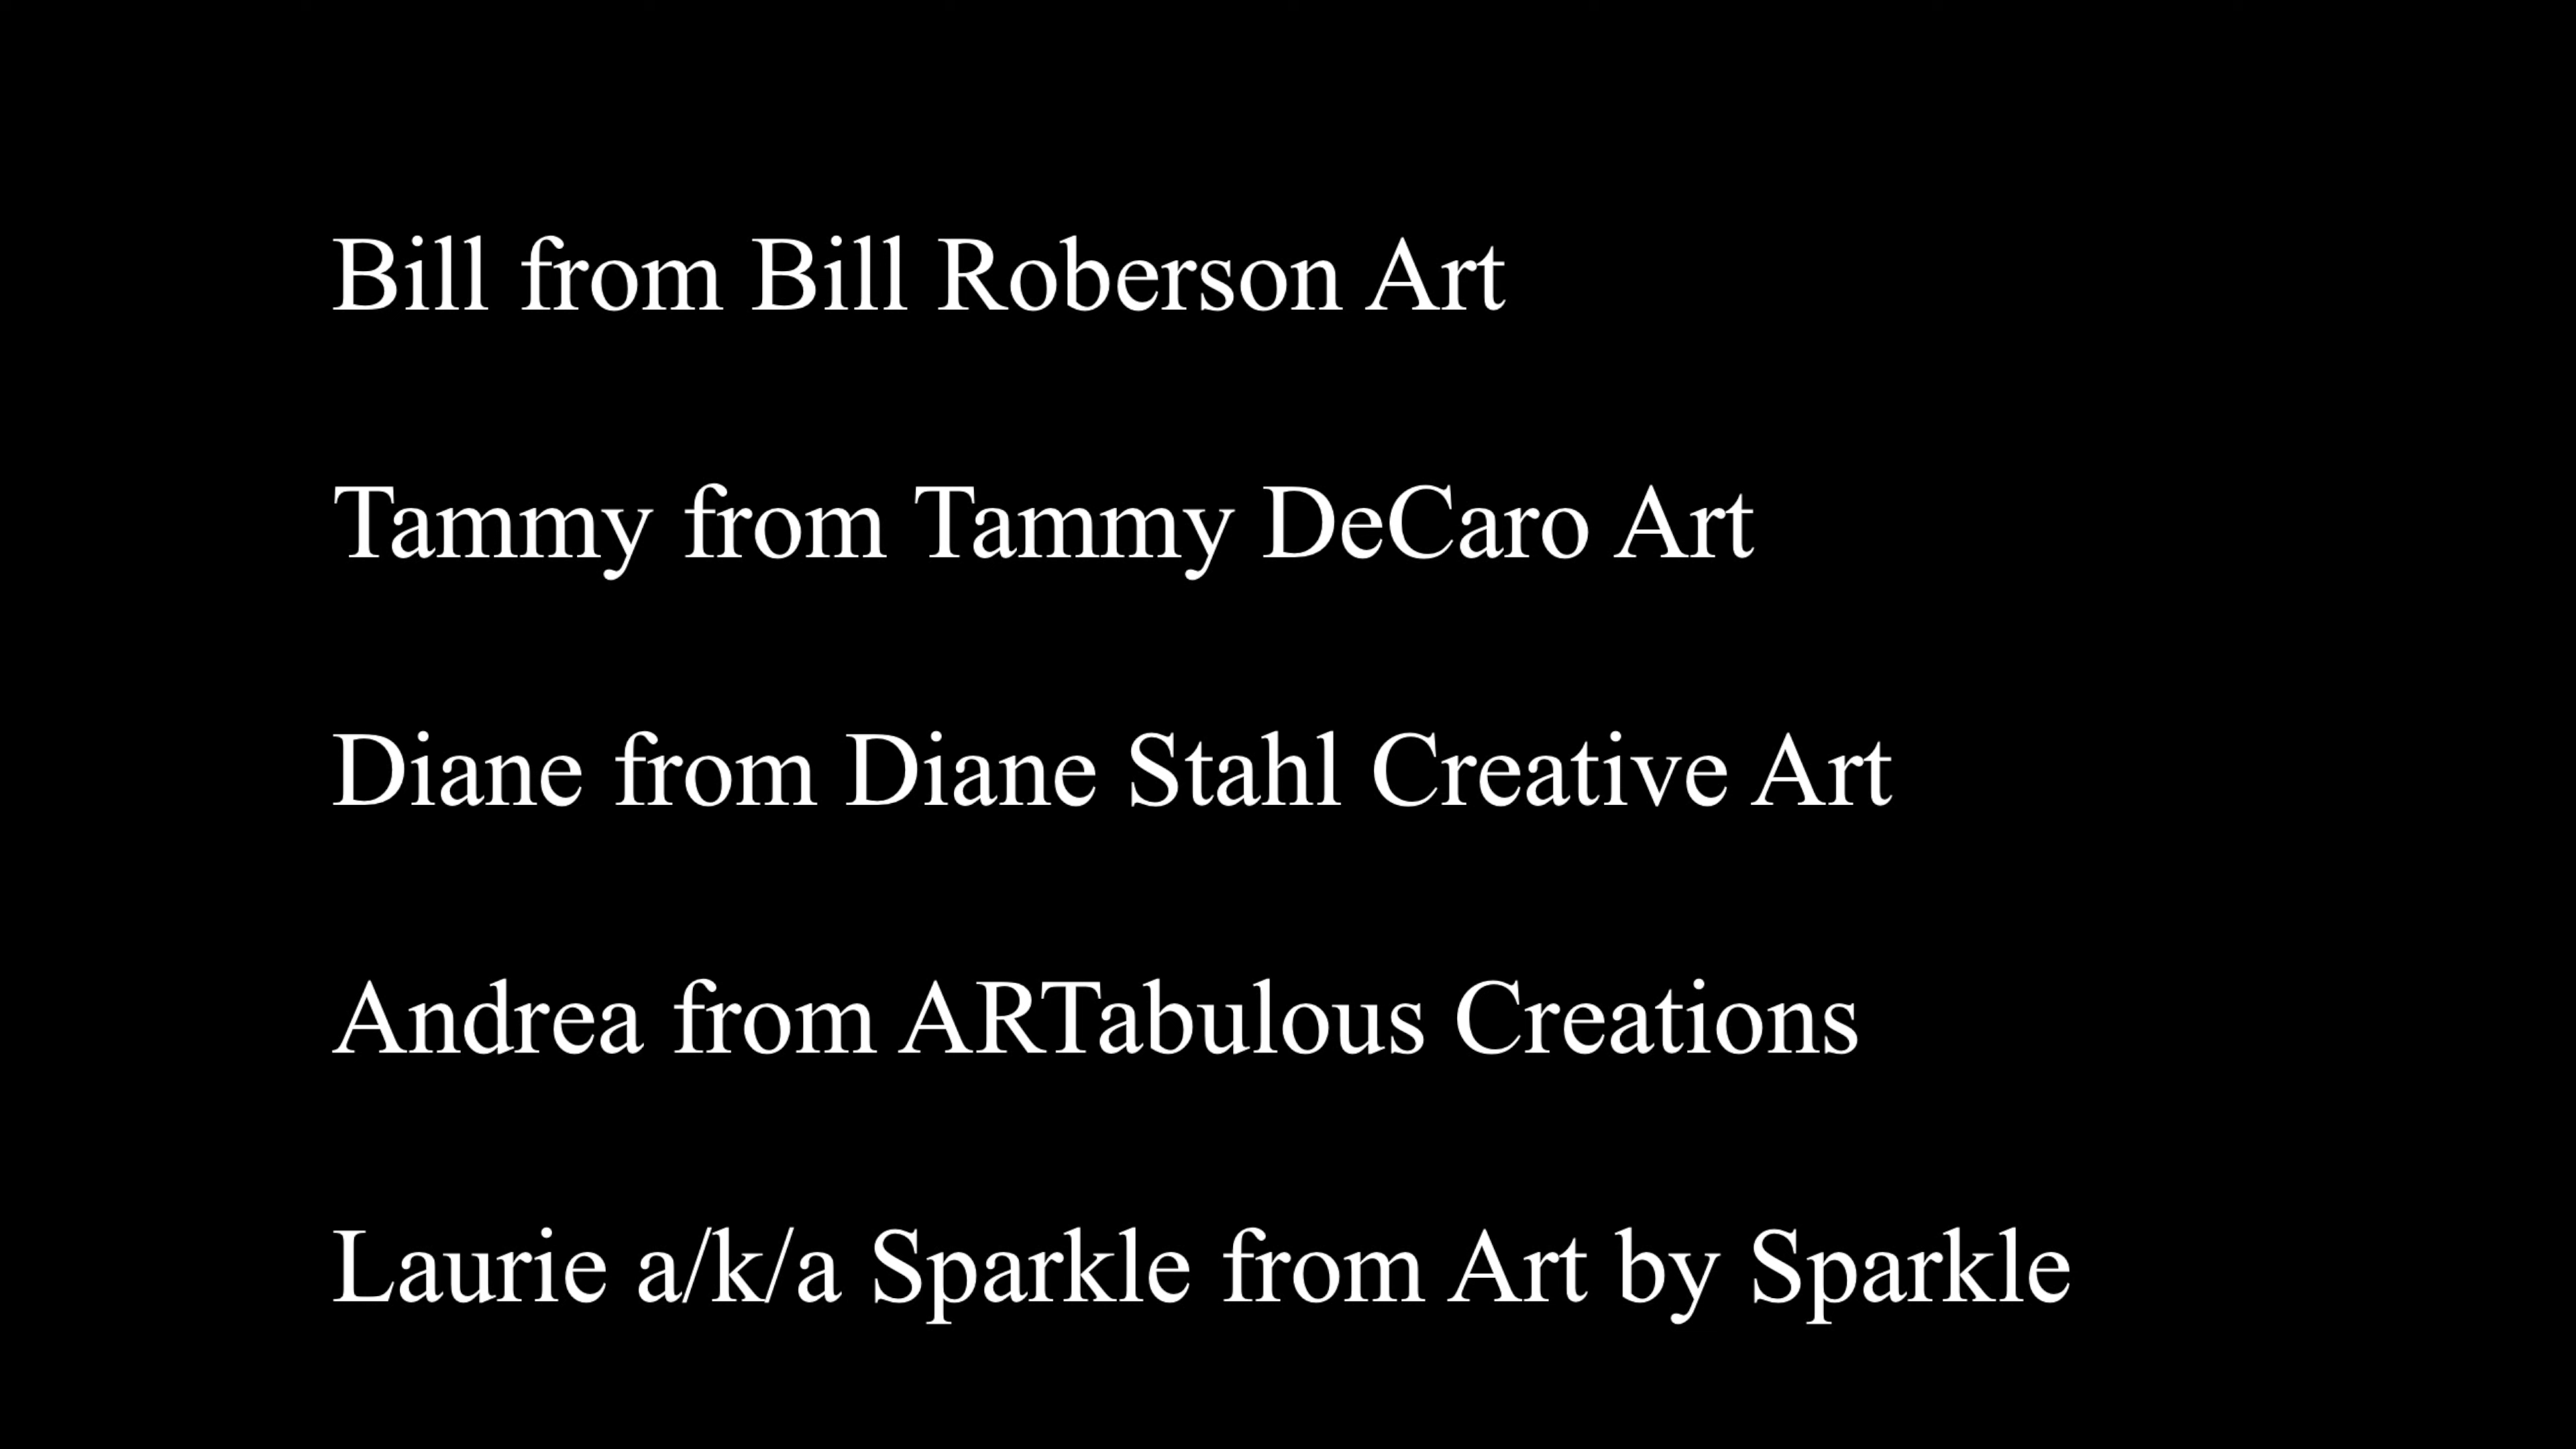 Bill from Bill Roberson Art
Tammy from Tammy DeCaro Art
Diane from Diane Stahl Creative Art
Andrea from ARTabulous Creations
Laurie a/k/a Sparkle from Art by Sparkle